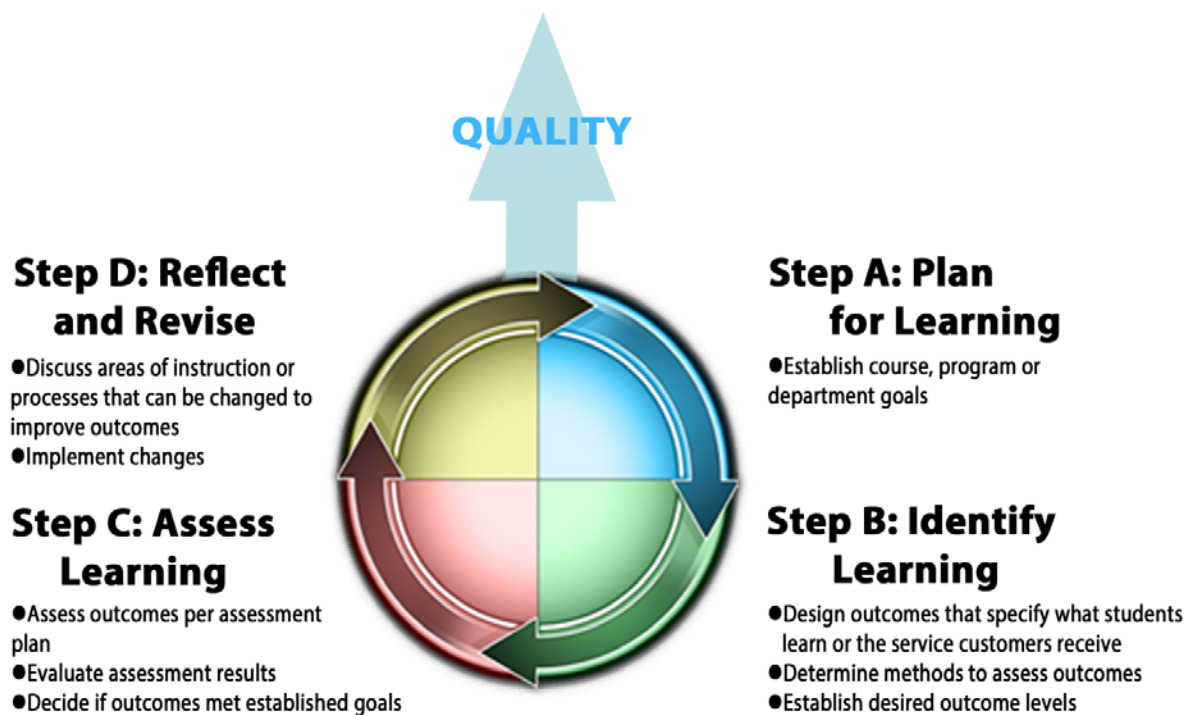 QUALITY
Step A: Plan
for Learning
●Establish course, program or
department goals
Step B: Identify
Learning
●Design outcomes that specify what students
learn or the service customers receive
●Determine methods to assess outcomes
●Establish desired outcome levels
Step C: Assess
Learning
●Assess outcomes per assessment
plan
●Evaluate assessment results
●Decide if outcomes met established goals
Step D: Reflect
and Revise
●Discuss areas of instruction or
processes that can be changed to
improve outcomes
●Implement changes